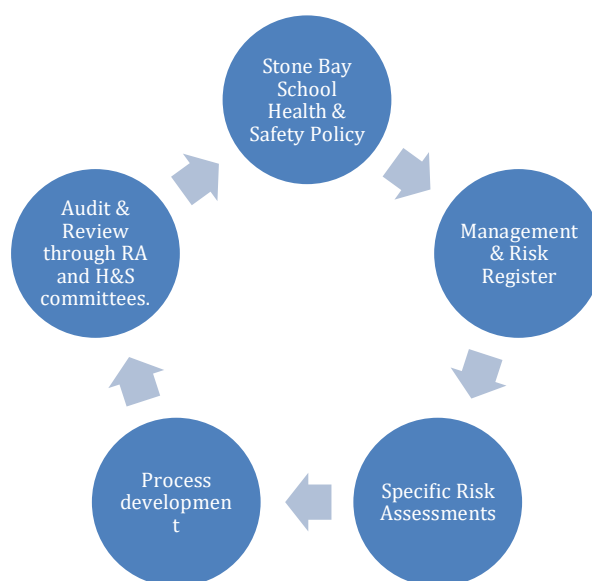 Stone Bay
School
Health &
Safety Policy
Management
& Risk
Register
Specific Risk
Assessments
Process
developmen
t
Audit &
Review
through RA
and H&S
committees.